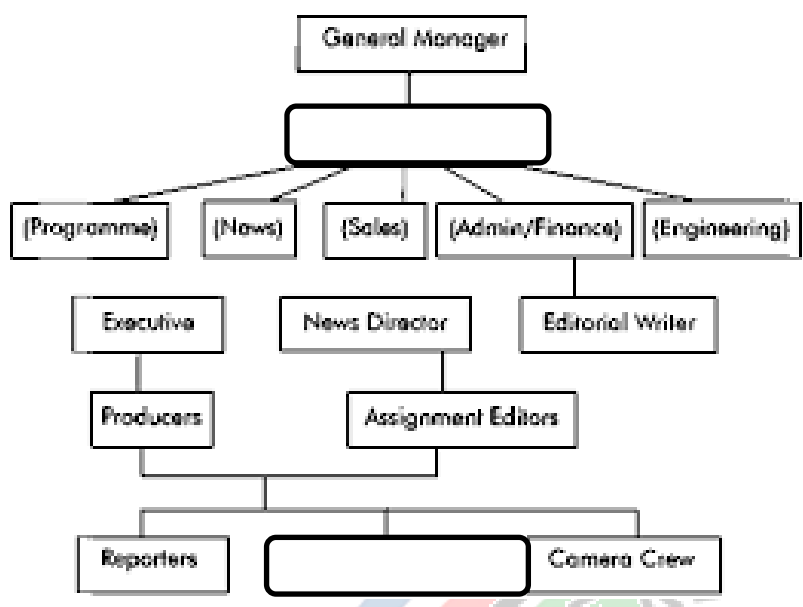 General Manager
(Programme) (News) (Sales) (Admin/Finance) (Engineering)
Executive News Director Editorial Writer
Producers Assignment Editors
Reporters Camera Crew